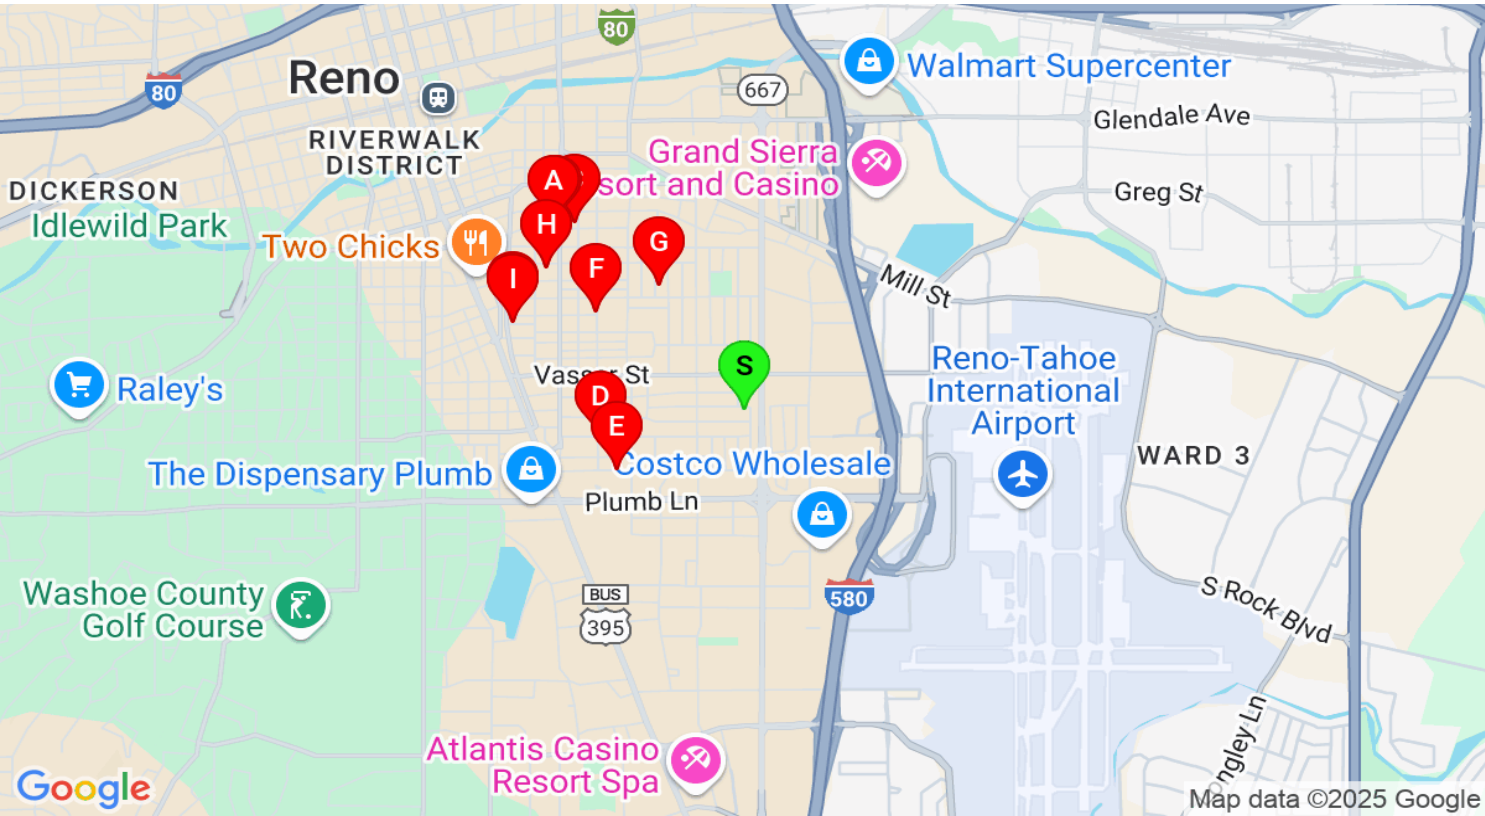 80
Reno
80
667
Walmart Supercenter
RIVERWALK
DISTRICT
Glendale Ave
Grand Sierra
sort and Casino
A
DICKERSON
Greg St
Idlewild Park
H
Two Chicks
G
F
I
Mill St
Vassar St
S
Reno-Tahoe
International
Airport
Raley's
D
E
WARD 3
The Dispensary Plumb
Costco Wholesale
Plumb Ln
Washoe County
Golf Course
BUS
395
580
S Rock Blvd
Atlantis Casino
Resort Spa
ongley Ln
Google
Map data ©2025 Google